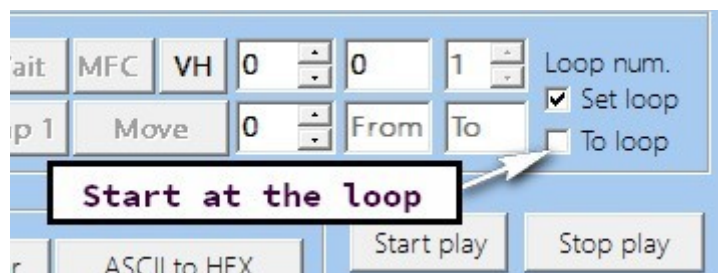 MFC VH 0 0 1 Loop num.
Set loop
Move 0 From To To loop
Start at the loop
Start play Stop play
ASCII to HEX